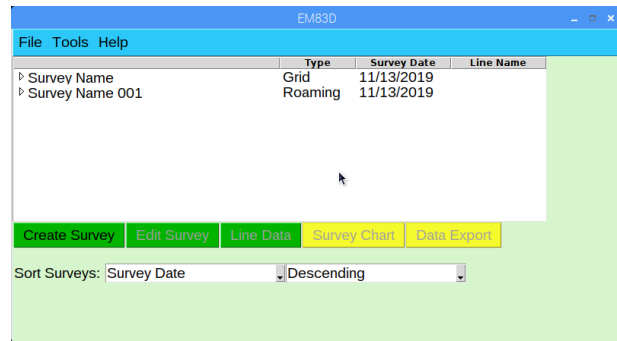 EM83D
File Tools Help
Type Survey Date Line Name
Survey Name Grid 11/13/2019
Survey Name 001 Roaming 11/13/2019
Create Survey Edit Survey Line Data Survey Chart Data Export
Sort Surveys: Survey Date Descending